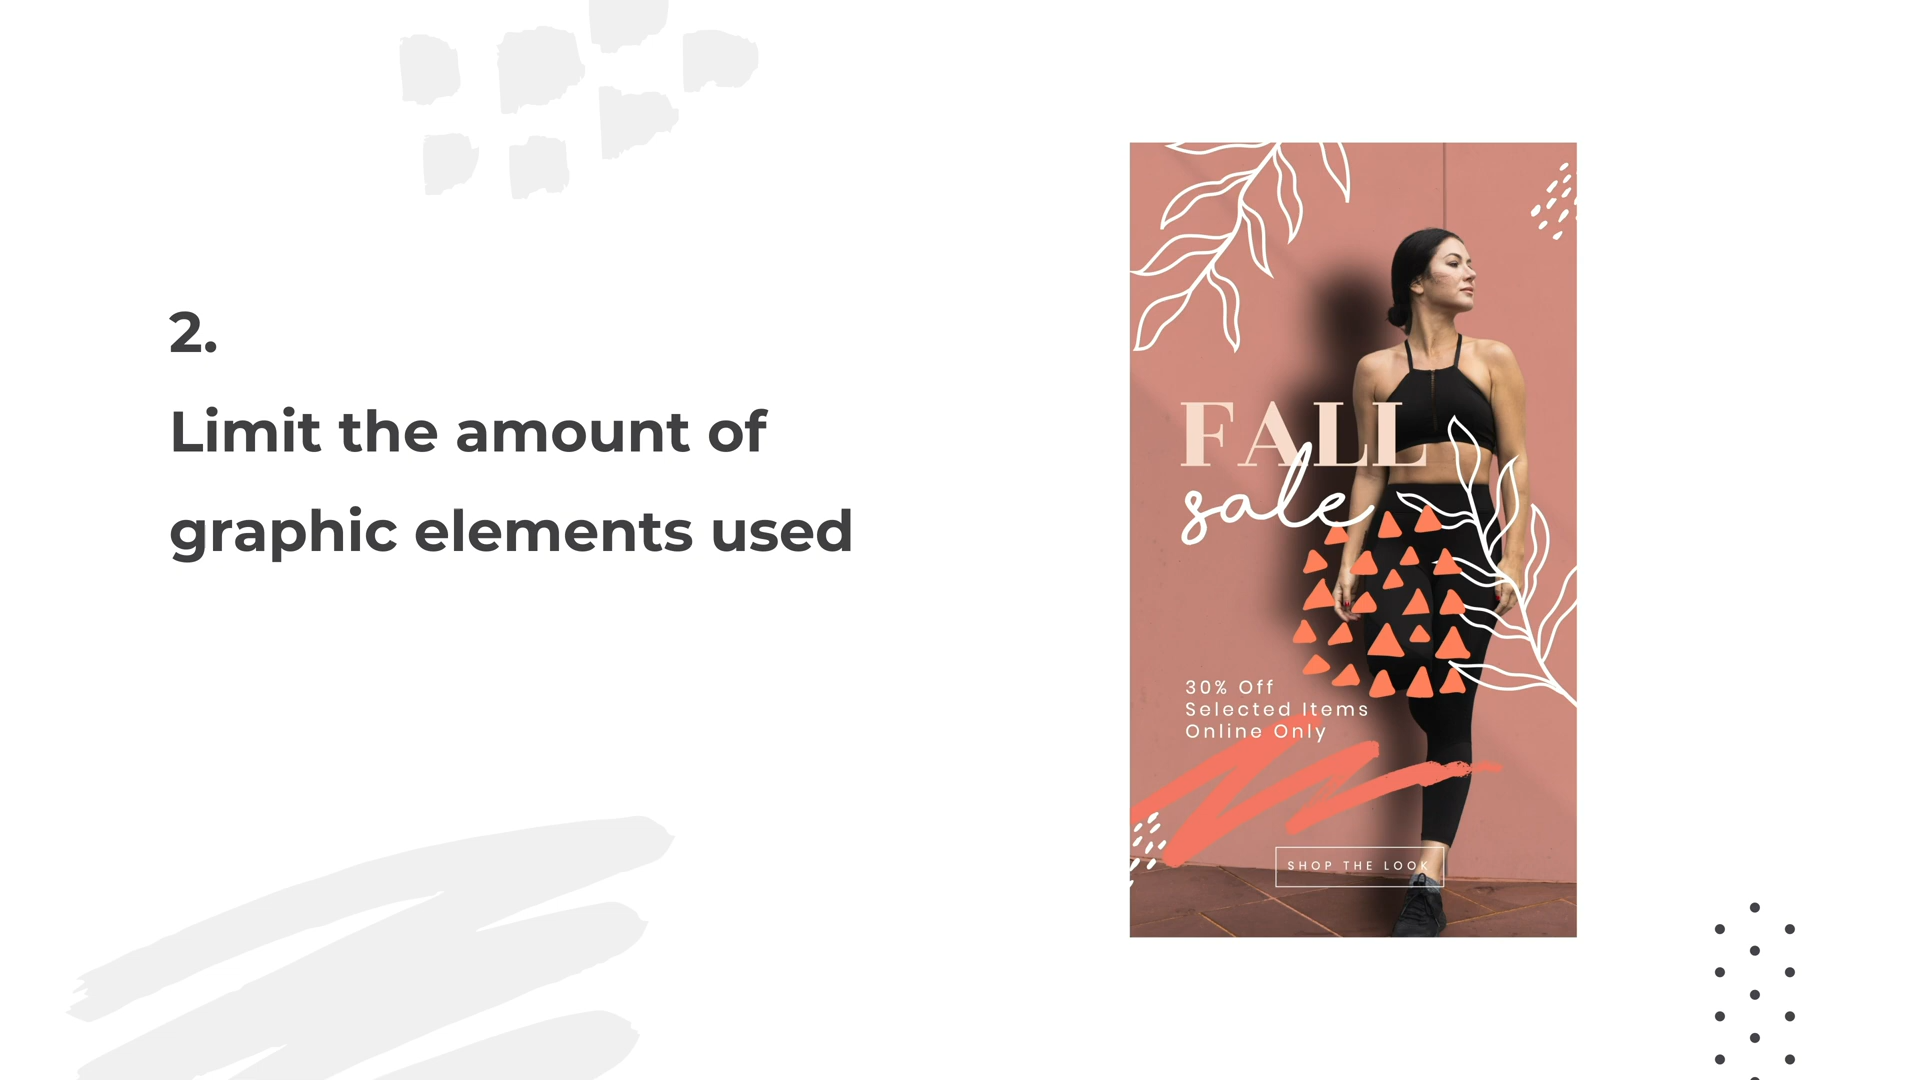 2.
Limit the amount of
graphic elements used
FALL
sale
30% Off
Selected Items
Online Only
SHOP THE LOOK